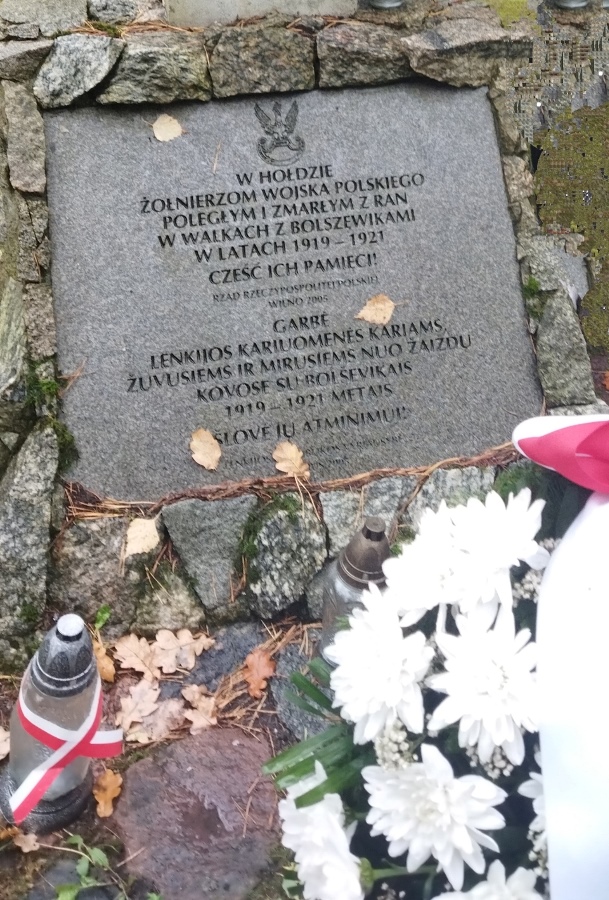 W HOŁDZIE
ŻOŁNIERZOM WOJSKA POLSKIEGO
POLEGŁYM I ZMARŁYM Z RAN
W WALKACH Z BOLSZEWIKAMI
W LATACH 1919 – 1921
CZEŚĆ ICH PAMIĘCI!
RZĄD RZECZYPOSPOLITEJ POLSKIEJ
WILNO 2005
GARBĖ
LENKIJOS KARIUOMENĖS KARIAMS,
ŽUVUSIEMS IR MIRUSIEMS NUO ŽAIZDŲ
KOVOSE SU BOLŠEVIKAIS
1919 – 1921 METAIS
ŠLOVĖ JŲ ATMINIMUI!